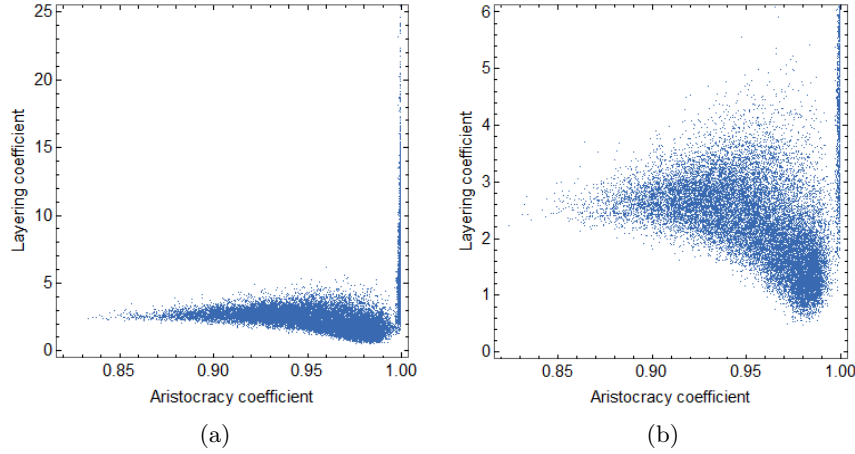 25
20
15
10
5
0
Layering coefficient
0.85 0.90 0.95 1.00
Aristocracy coefficient
(a)
6
5
4
3
2
1
0
Layering coefficient
0.85 0.90 0.95 1.00
Aristocracy coefficient
(b)